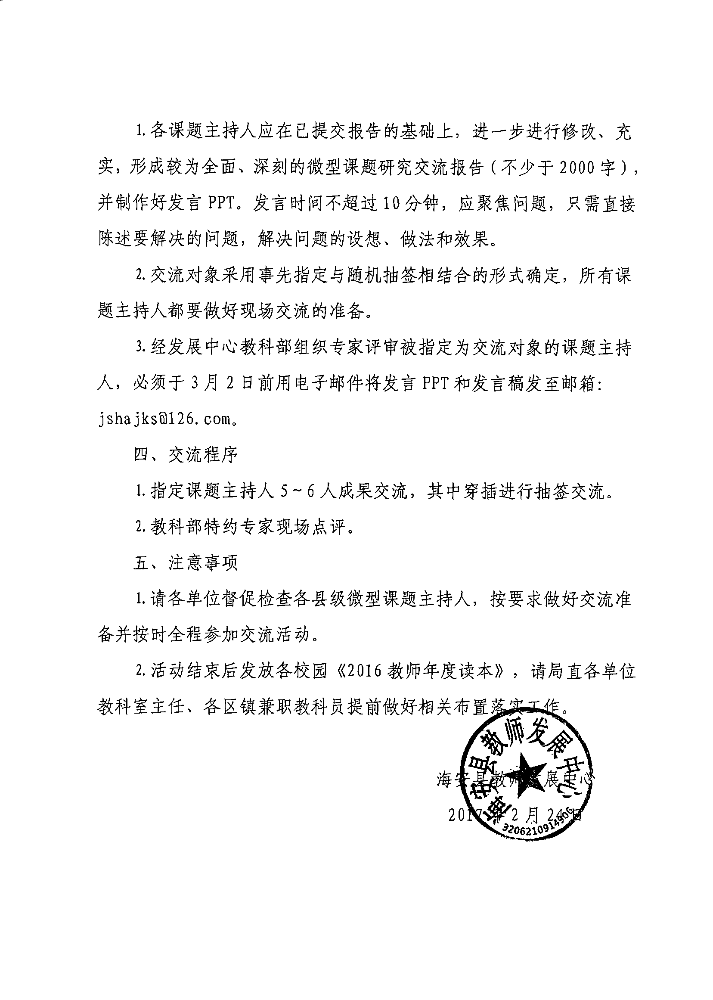 1.各课题主持人应在已提交报告的基础上，进一步进行修改、充
实，形成较为全面、深刻的微型课题研究交流报告（不少于2000字），
并制作好发言PPT。发言时间不超过10分钟，应聚焦问题，只需直接
陈述要解决的问题，解决问题的设想、做法和效果。
2.交流对象采用事先指定与随机抽签相结合的形式确定，所有课
题主持人都要做好现场交流的准备。
3.经发展中心教科部组织专家评审被指定为交流对象的课题主持
人，必须于3月2日前用电子邮件将发言PPT和发言稿发至邮箱：
jshajks@126.com。
四、交流程序
1.指定课题主持人5~6人成果交流，其中穿插进行抽签交流。
2.教科部特约专家现场点评。
五、注意事项
1.请各单位督促检查各县级微型课题主持人，按要求做好交流准
备并按时全程参加交流活动。
2.活动结束后发放各校园《2016教师年度读本》，请局直各单位
教科室主任、各区镇兼职教科员提前做好相关布置落实工作。
海安县教师发展中心
2017年2月24日
海安县教师发展中心
3206210914906